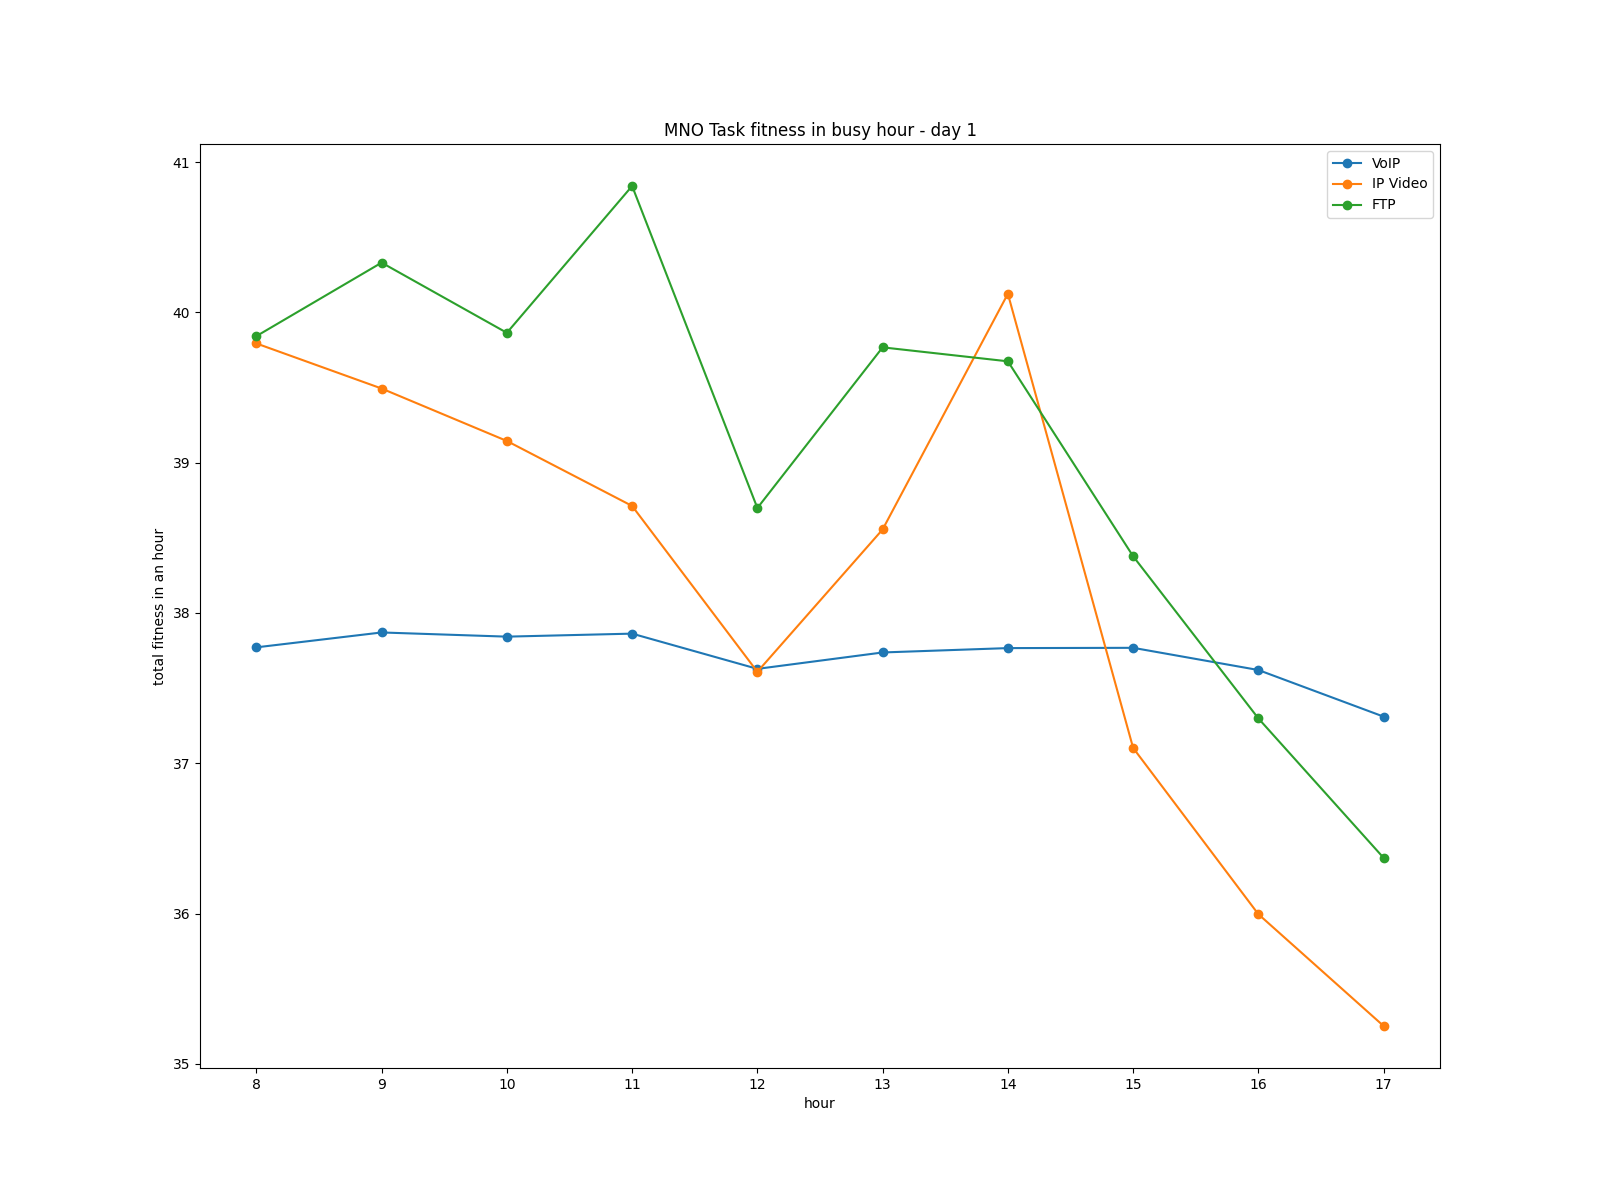 MNO Task fitness in busy hour - day 1
VoIP
IP Video
FTP
total fitness in an hour
41
40
39
38
37
36
35
8 9 10 11 12 13 14 15 16 17
hour